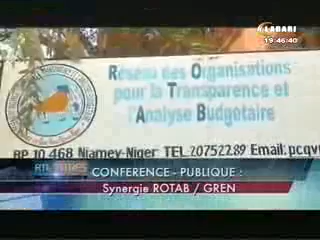 LABARI
19:46:40
Réseau des Organisations
pour la Transparence et
l'Analyse Budgétaire
BP 10 468 Niamey-Niger TEL 20752289 Email: pcqv
CONFERENCE - PUBLIQUE :
Synergie ROTAB / GREN